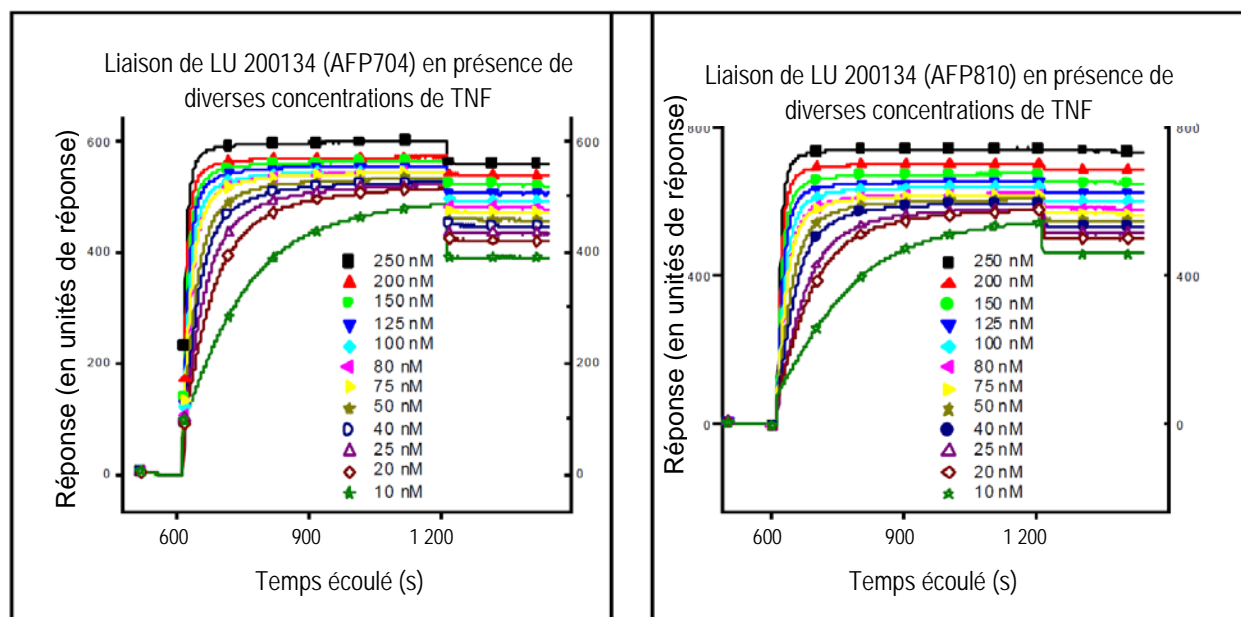 Liaison de LU 200134 (AFP704) en présence de
diverses concentrations de TNF
Réponse (en unités de réponse)
600
400
200
0
600
400
200
0
250 nM
200 nM
150 nM
125 nM
100 nM
80 nM
75 nM
50 nM
40 nM
25 nM
20 nM
10 nM
600
900
1 200
Temps écoulé (s)
Liaison de LU 200134 (AFP810) en présence de
diverses concentrations de TNF
Réponse (en unités de réponse)
800
400
0
800
400
0
250 nM
200 nM
150 nM
125 nM
100 nM
80 nM
75 nM
50 nM
40 nM
25 nM
20 nM
10 nM
600
900
1 200
Temps écoulé (s)